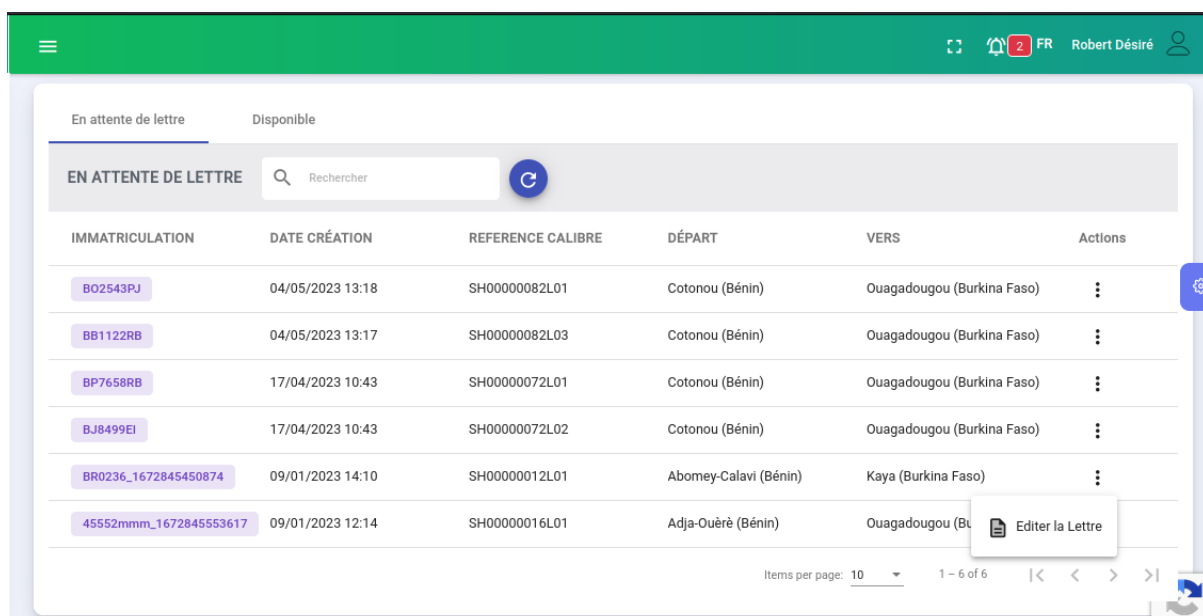 2 FR Robert Désiré
En attente de lettre Disponible
EN ATTENTE DE LETTRE Rechercher
IMMATRICULATION DATE CRÉATION REFERENCE CALIBRE DÉPART VERS Actions
BO2543PJ 04/05/2023 13:18 SH00000082L01 Cotonou (Bénin) Ouagadougou (Burkina Faso)
BB1122RB 04/05/2023 13:17 SH00000082L03 Cotonou (Bénin) Ouagadougou (Burkina Faso)
BP7658RB 17/04/2023 10:43 SH00000072L01 Cotonou (Bénin) Ouagadougou (Burkina Faso)
BJ8499EI 17/04/2023 10:43 SH00000072L02 Cotonou (Bénin) Ouagadougou (Burkina Faso)
BR0236_1672845450874 09/01/2023 14:10 SH00000012L01 Abomey-Calavi (Bénin) Kaya (Burkina Faso)
45552mmm_1672845553617 09/01/2023 12:14 SH00000016L01 Adja-Ouèrè (Bénin) Ouagadougou (Bu
Editer la Lettre
Items per page: 10 1 – 6 of 6